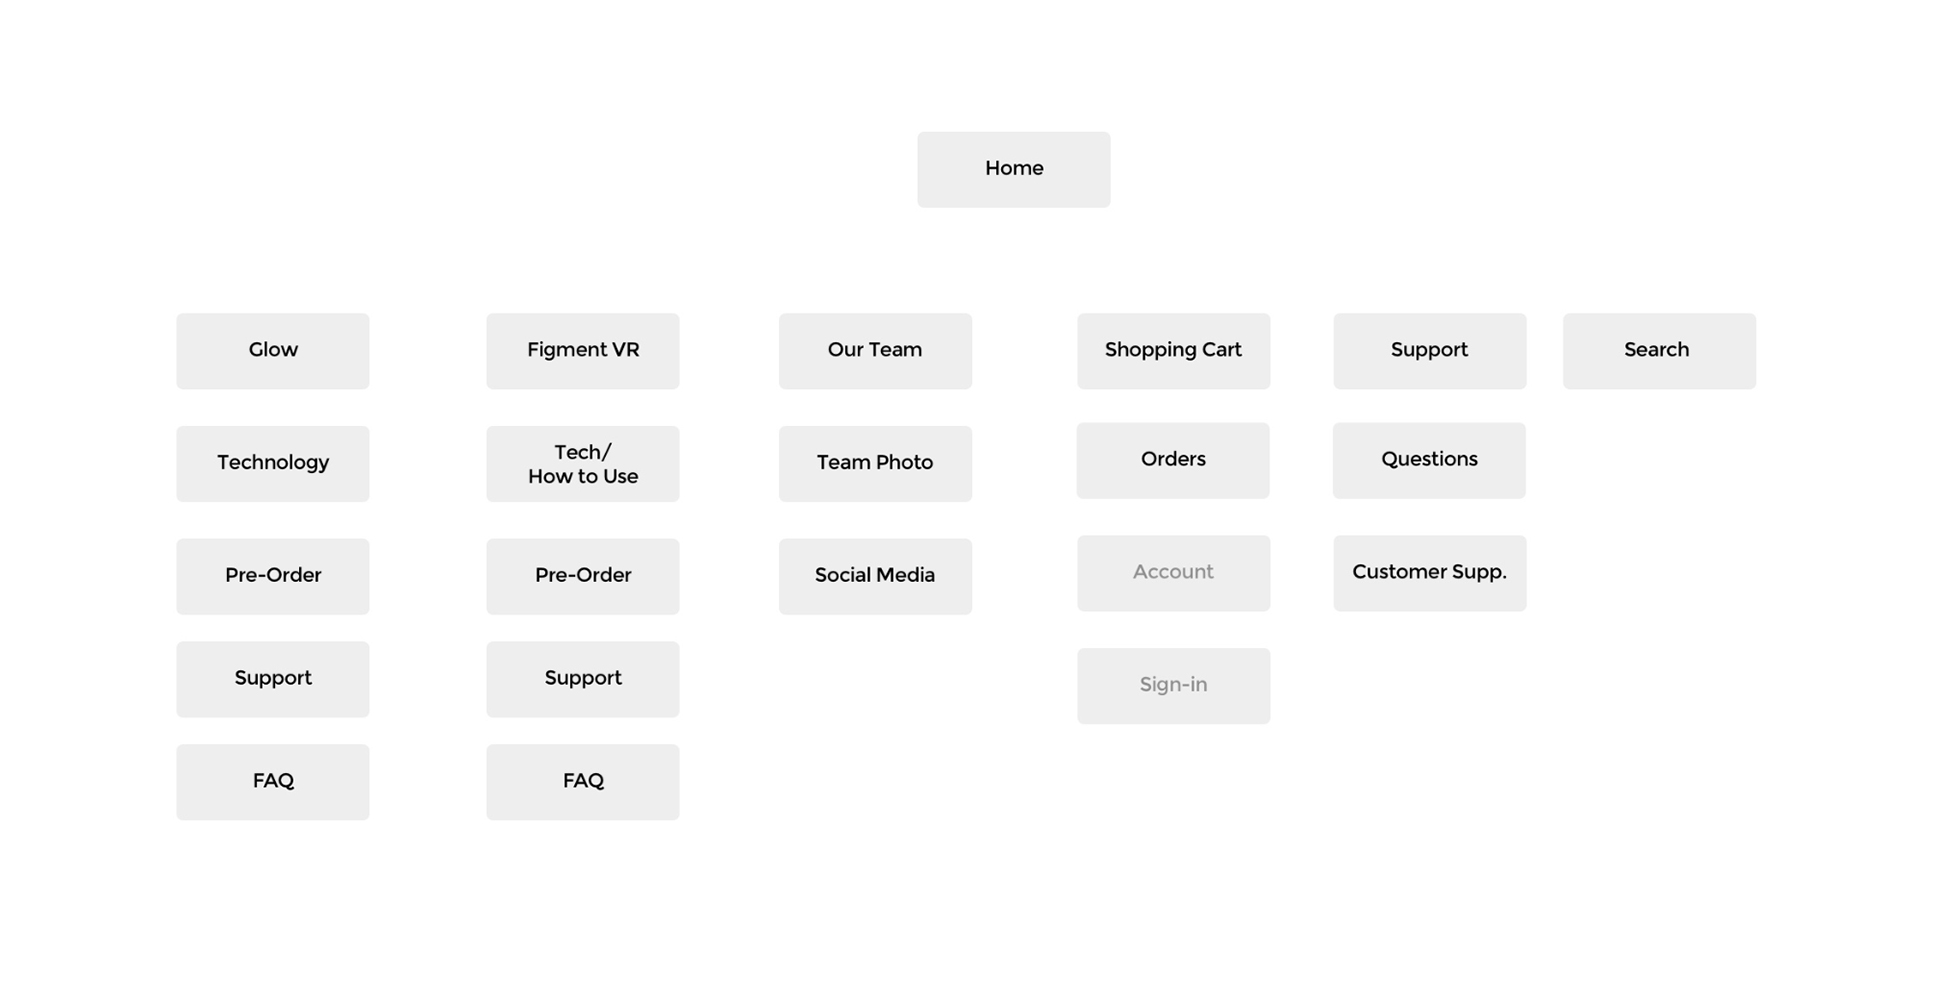 Home
Glow
Figment VR
Our Team
Shopping Cart
Support
Search
Technology
Tech/
How to Use
Team Photo
Orders
Questions
Pre-Order
Pre-Order
Social Media
Account
Customer Supp.
Support
Support
Sign-in
FAQ
FAQ